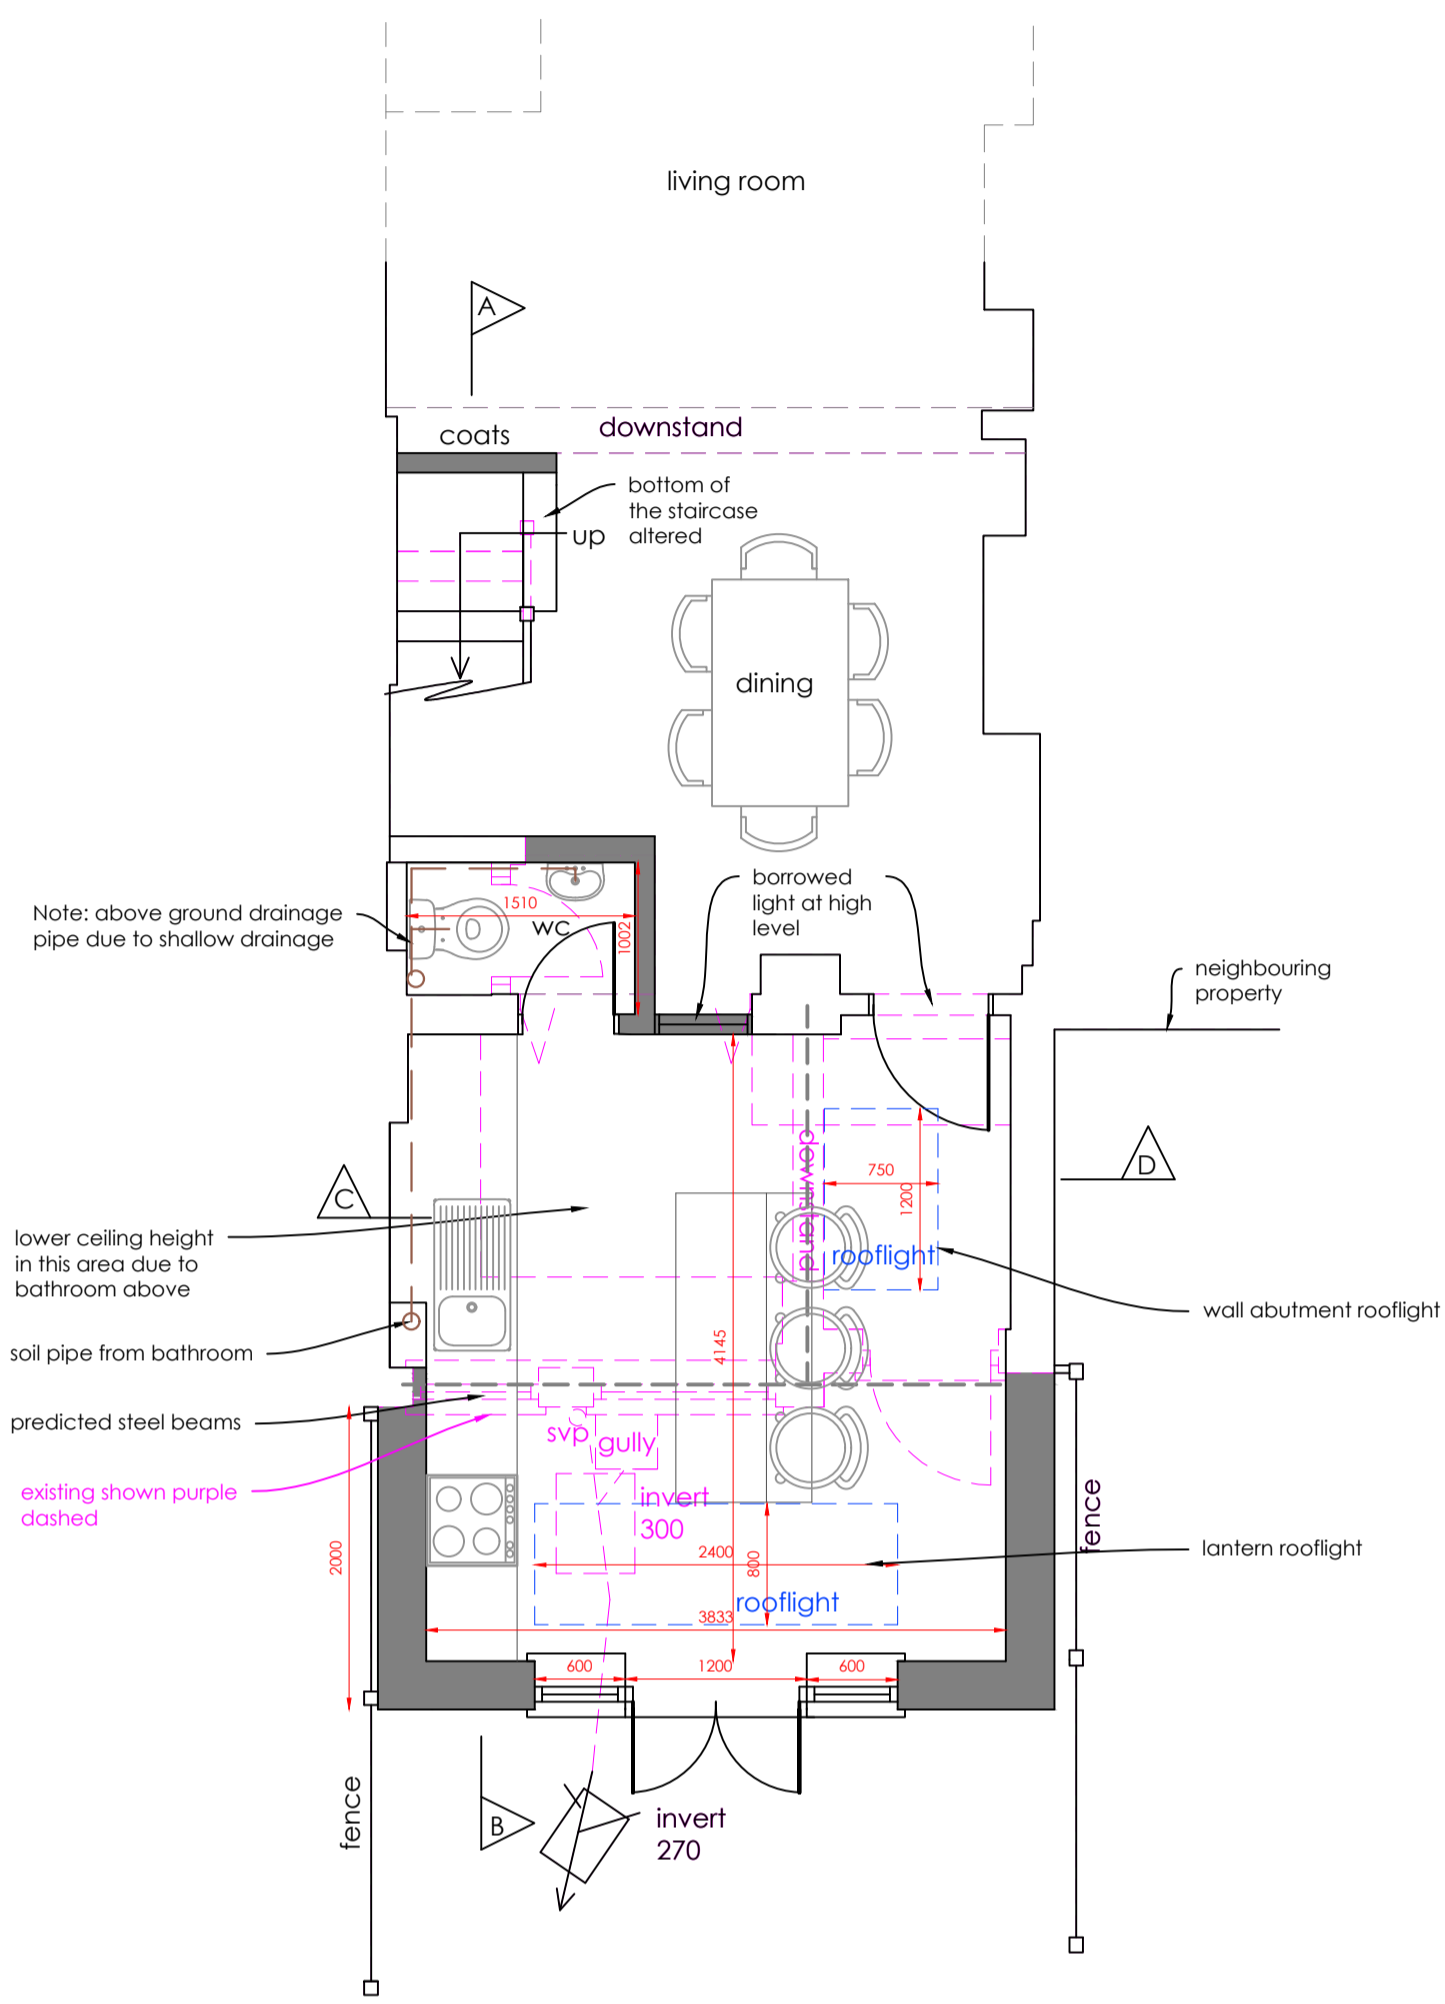 living room
A
coats
downstand
bottom of
the staircase
altered
up
dining
borrowed
light at high
level
Note: above ground drainage
pipe due to shallow drainage
1510
wc
1002
neighbouring
property
downstand
D
C
750
1200
rooflight
lower ceiling height
in this area due to
bathroom above
wall abutment rooflight
soil pipe from bathroom
4145
predicted steel beams
svp
gully
existing shown purple
dashed
invert
300
fence
2000
2400
800
lantern rooflight
rooflight
3833
600
1200
600
fence
B
invert
270